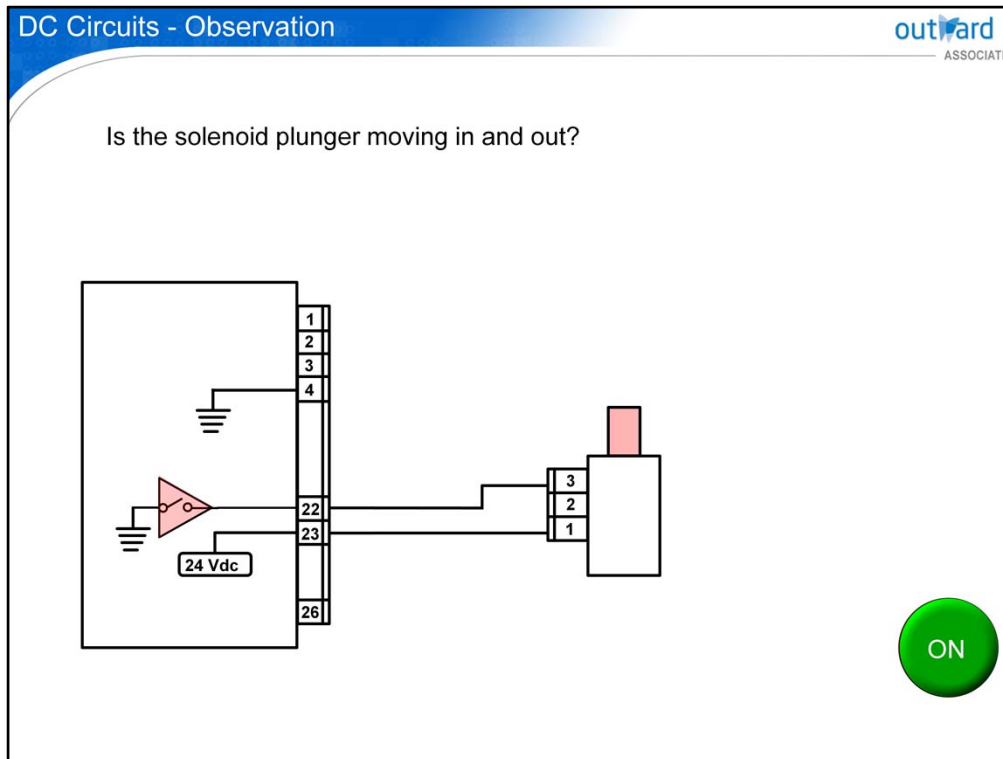 DC Circuits - Observation
outward
Is the solenoid plunger moving in and out?
1
2
3
4
22
23
24 Vdc
26
3
2
1
ON